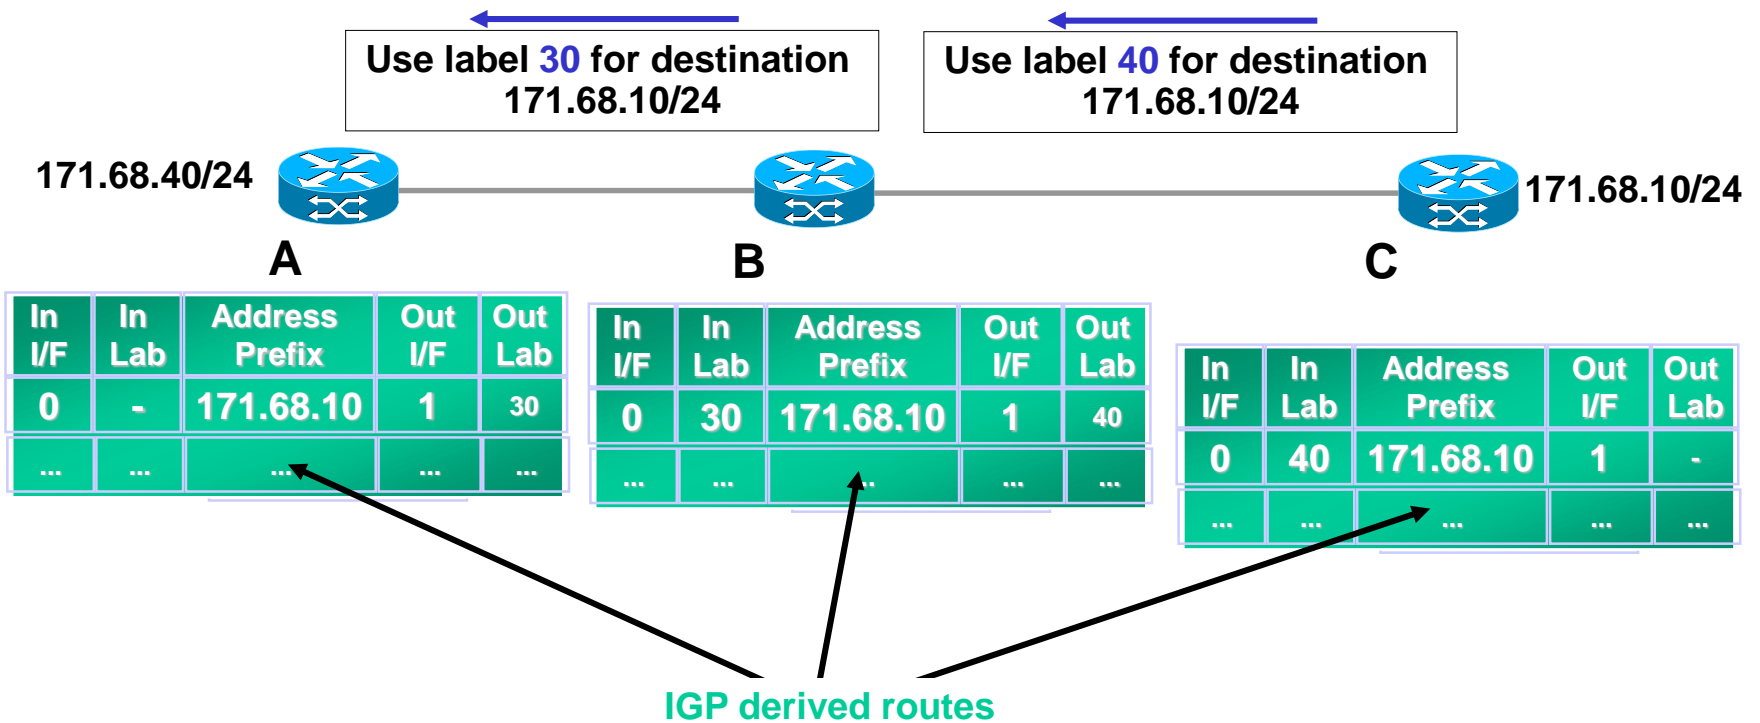 Use label 30 for destination
171.68.10/24
Use label 40 for destination
171.68.10/24
171.68.40/24
171.68.10/24
A
B
C
In I/F In Lab Address Prefix Out I/F Out Lab
0 - 171.68.10 1 30
... ... ... ... ...
In I/F In Lab Address Prefix Out I/F Out Lab
0 30 171.68.10 1 40
... ... ... ... ...
In I/F In Lab Address Prefix Out I/F Out Lab
0 40 171.68.10 1 -
... ... ... ... ...
IGP derived routes